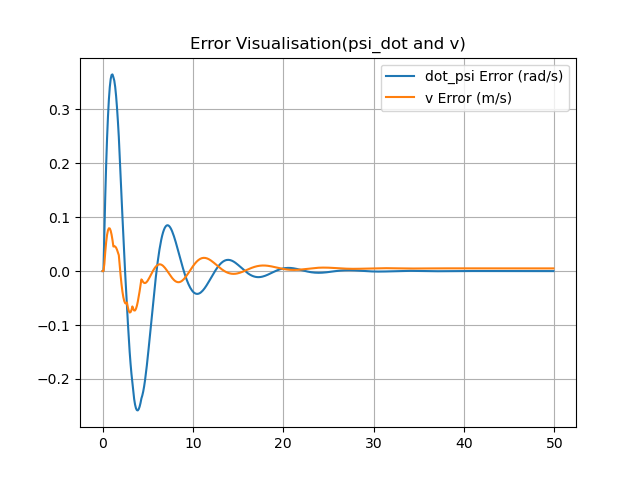 Error Visualisation(psi_dot and v)
dot_psi Error (rad/s)
v Error (m/s)
0.3
0.2
0.1
0.0
−0.1
−0.2
0 10 20 30 40 50